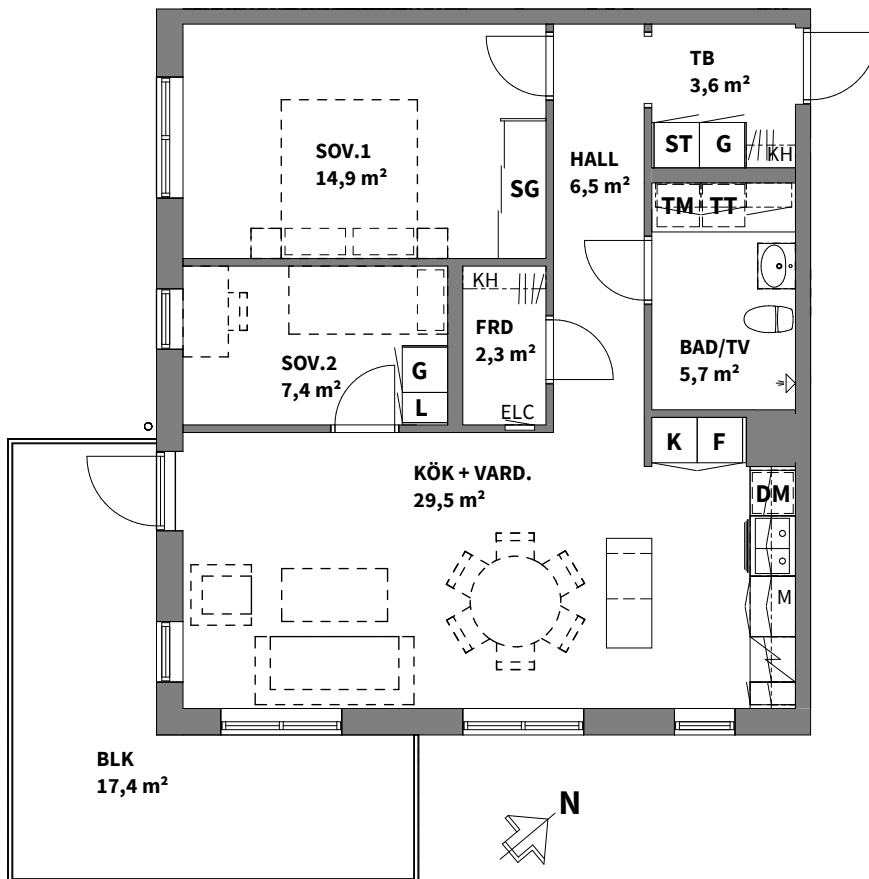 TB
3,6 m²
ST G KH
SOV.1
14,9 m²
HALL
6,5 m²
SG
TM TT
KH
FRD
2,3 m²
ELC
BAD/TV
5,7 m²
SOV.2
7,4 m²
G
L
K F
KÖK + VARD.
29,5 m²
DM
M
BLK
17,4 m²
N